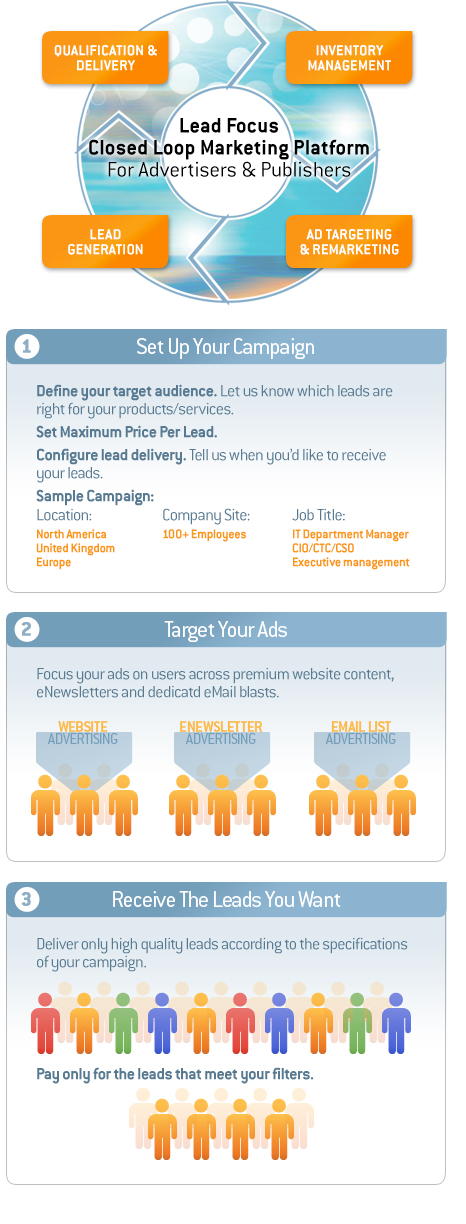 QUALIFICATION &
DELIVERY
INVENTORY
MANAGEMENT
Lead Focus
Closed Loop Marketing Platform
For Advertisers & Publishers
LEAD
GENERATION
AD TARGETING
& REMARKETING
1
Set Up Your Campaign
Define your target audience. Let us know which leads are
right for your products/services.
Set Maximum Price Per Lead.
Configure lead delivery. Tell us when you'd like to receive
your leads.
Sample Campaign:
Location: Company Site: Job Title:
North America 100+ Employees IT Department Manager
United Kingdom CIO/CTC/CSO
Europe Executive management
2
Target Your Ads
Focus your ads on users across premium website content,
eNewsletters and dedicatd eMail blasts.
WEBSITE ENEWSLETTER EMAIL LIST
ADVERTISING ADVERTISING ADVERTISING
3
Receive The Leads You Want
Deliver only high quality leads according to the specifications
of your campaign.
Pay only for the leads that meet your filters.